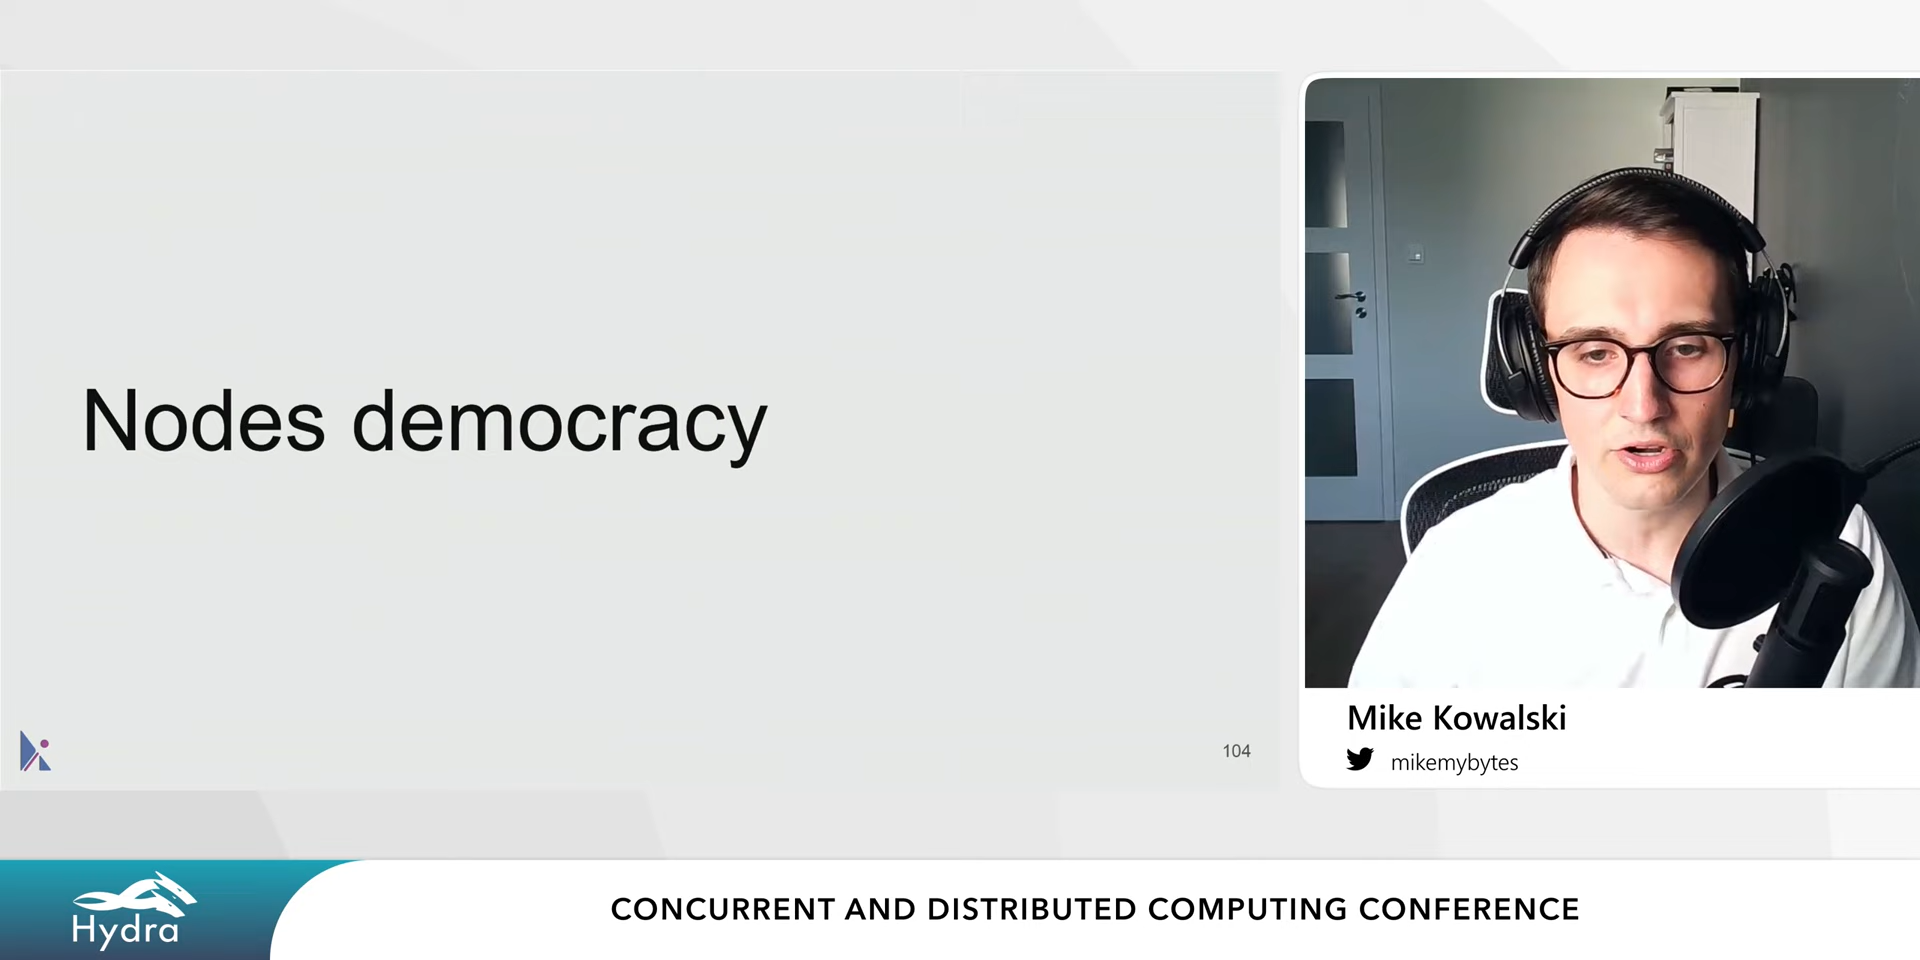 Nodes democracy
104
Mike Kowalski
mikemybytes
Hydra
CONCURRENT AND DISTRIBUTED COMPUTING CONFERENCE